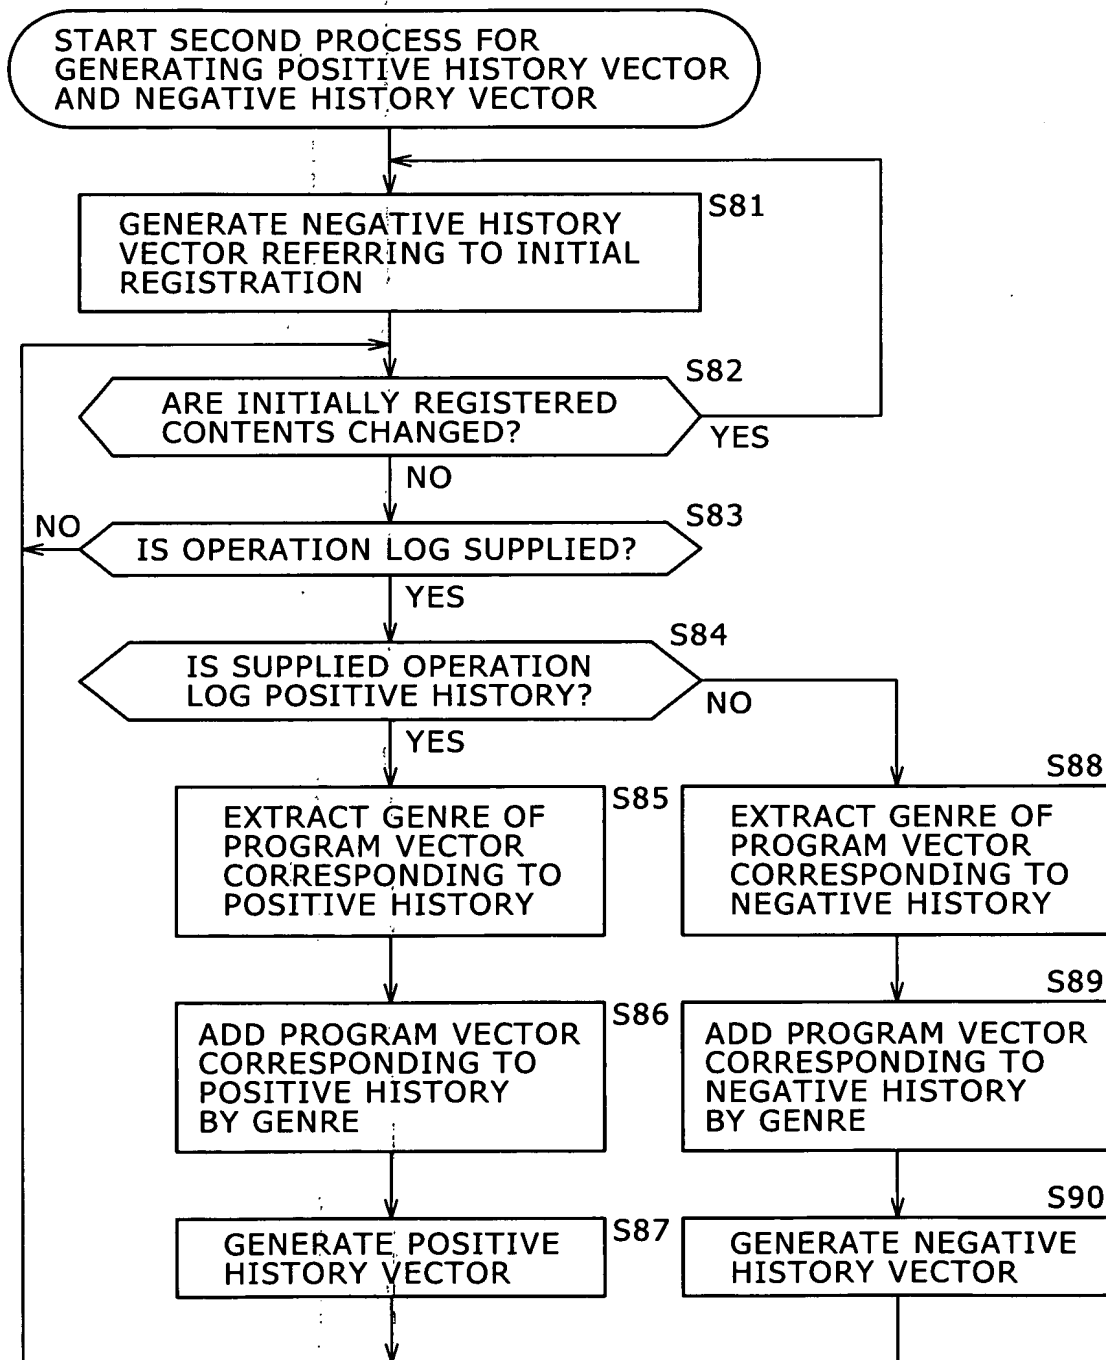 START SECOND PROCESS FOR
GENERATING POSITIVE HISTORY VECTOR
AND NEGATIVE HISTORY VECTOR
S81
GENERATE NEGATIVE HISTORY
VECTOR REFERRING TO INITIAL
REGISTRATION
S82
ARE INITIALLY REGISTERED
CONTENTS CHANGED?
YES
NO
S83
NO
IS OPERATION LOG SUPPLIED?
YES
S84
IS SUPPLIED OPERATION
LOG POSITIVE HISTORY?
NO
YES
S85
EXTRACT GENRE OF
PROGRAM VECTOR
CORRESPONDING TO
POSITIVE HISTORY
S88
EXTRACT GENRE OF
PROGRAM VECTOR
CORRESPONDING TO
NEGATIVE HISTORY
S86
ADD PROGRAM VECTOR
CORRESPONDING TO
POSITIVE HISTORY
BY GENRE
S89
ADD PROGRAM VECTOR
CORRESPONDING TO
NEGATIVE HISTORY
BY GENRE
S87
GENERATE POSITIVE
HISTORY VECTOR
S90
GENERATE NEGATIVE
HISTORY VECTOR